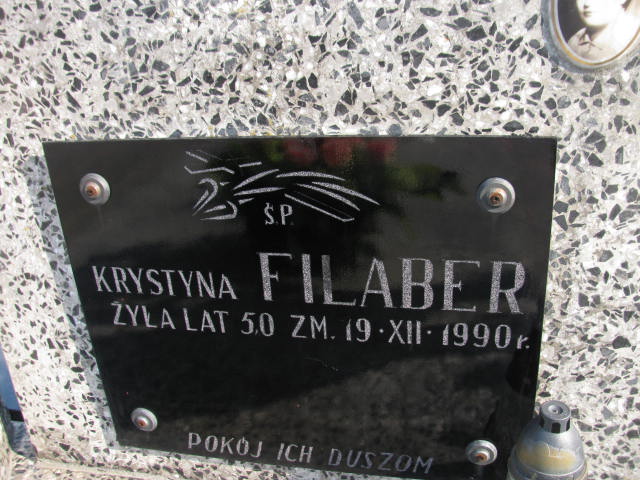 Ś.P.
KRYSTYNA FILABER
ŻYŁA LAT 50 ZM. 19·XII·1990 r.
POKÓJ ICH DUSZOM